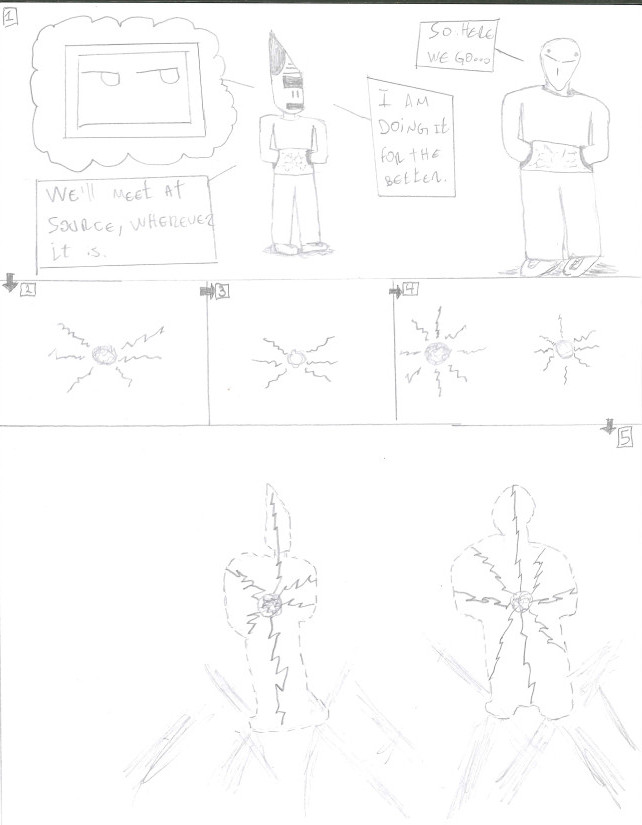 1
SO HERE
WE GO...
I AM
DOING It
FOR tHE
BEttER.
WE'll MEEt At
SOURCE, WHEREVER
it is.
2
3
4
5